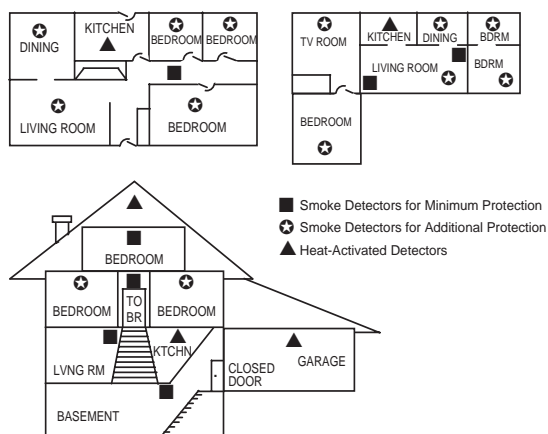 DINING
KITCHEN
BEDROOM
BEDROOM
LIVING ROOM
BEDROOM
TV ROOM
KITCHEN
DINING
BDRM
LIVING ROOM
BDRM
BEDROOM
Smoke Detectors for Minimum Protection
Smoke Detectors for Additional Protection
Heat-Activated Detectors
BEDROOM
BEDROOM
TO
BR
BEDROOM
LVNG RM
KTCHN
CLOSED
DOOR
GARAGE
BASEMENT